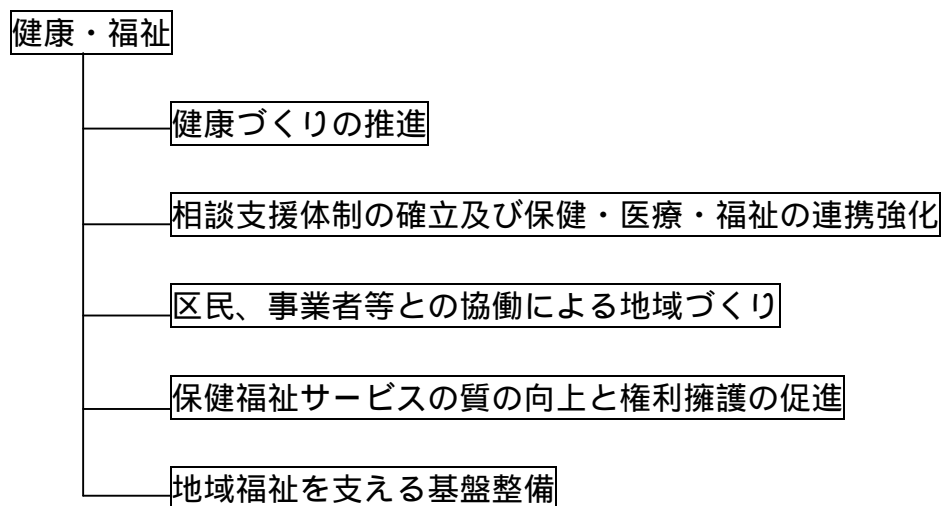 健康・福祉
健康づくりの推進
相談支援体制の確立及び保健・医療・福祉の連携強化
区民、事業者等との協働による地域づくり
保健福祉サービスの質の向上と権利擁護の促進
地域福祉を支える基盤整備